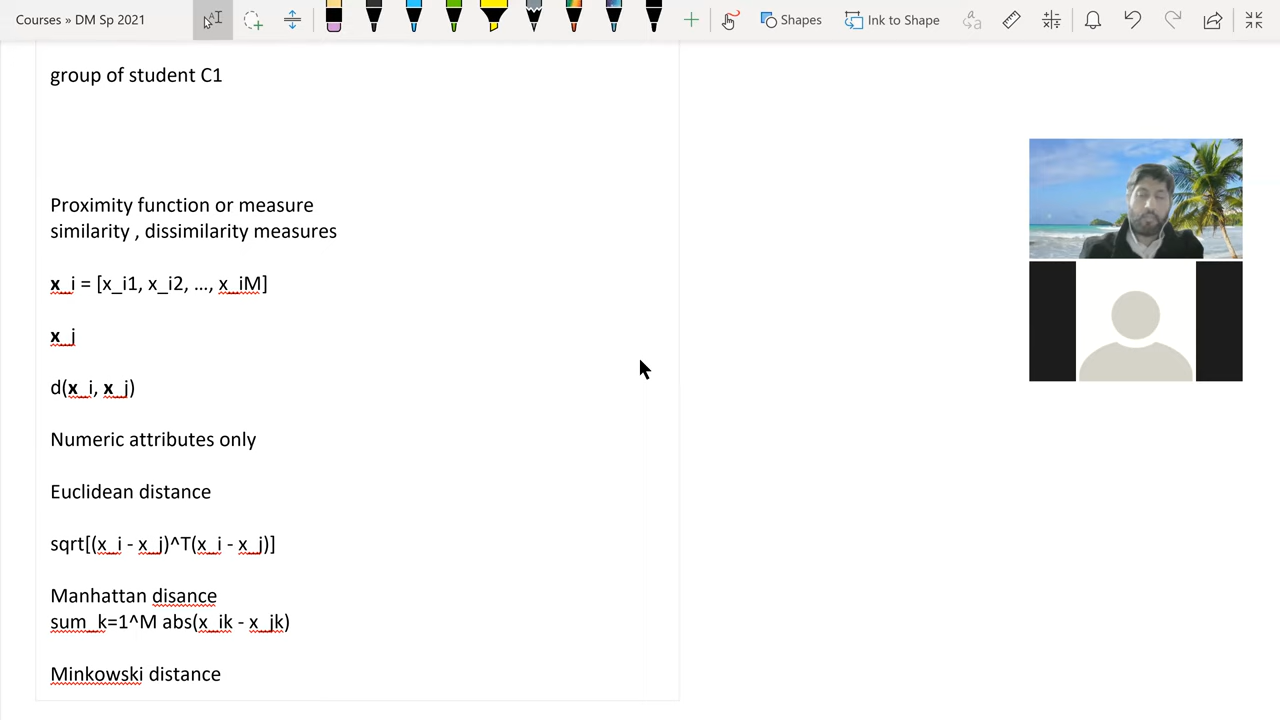 Courses » DM Sp 2021
Shapes
Ink to Shape
group of student C1
Proximity function or measure
similarity , dissimilarity measures
x_i = [x_i1, x_i2, ..., x_iM]
x_j
d(x_i, x_j)
Numeric attributes only
Euclidean distance
sqrt[(x_i - x_j)^T(x_i - x_j)]
Manhattan disance
sum_k=1^M abs(x_ik - x_jk)
Minkowski distance